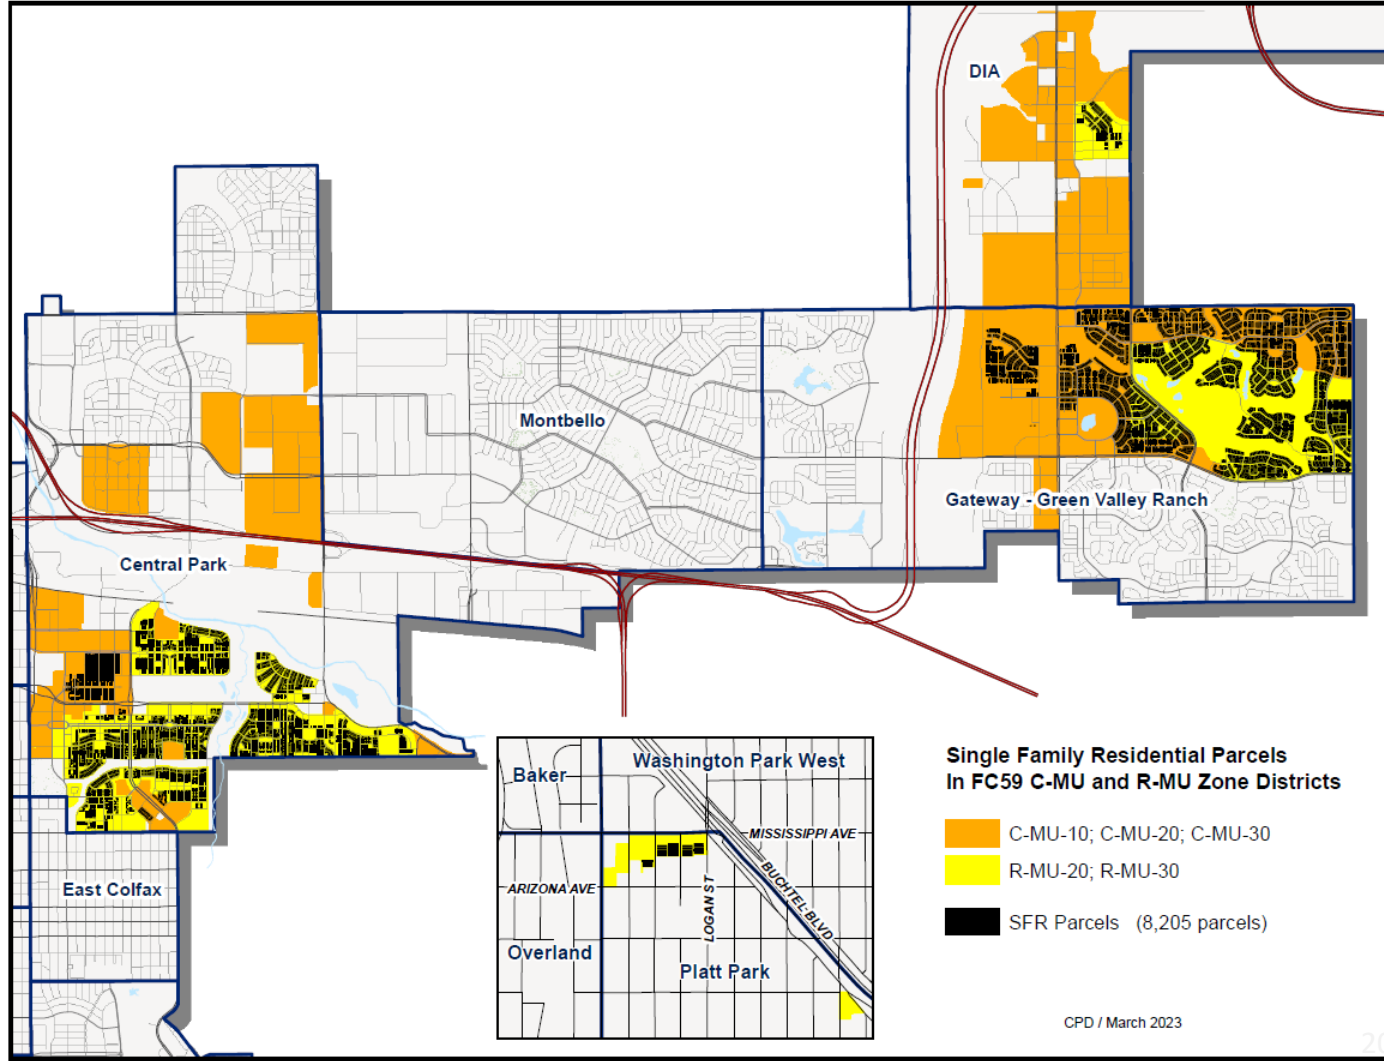 DIA
Montbello
Gateway - Green Valley Ranch
Central Park
East Colfax
Baker
Washington Park West
MISSISSIPPI AVE
ARIZONA AVE
LOGAN ST
BUCHTEL BLVD
Overland
Platt Park
Single Family Residential Parcels
In FC59 C-MU and R-MU Zone Districts
C-MU-10; C-MU-20; C-MU-30
R-MU-20; R-MU-30
SFR Parcels (8,205 parcels)
CPD / March 2023